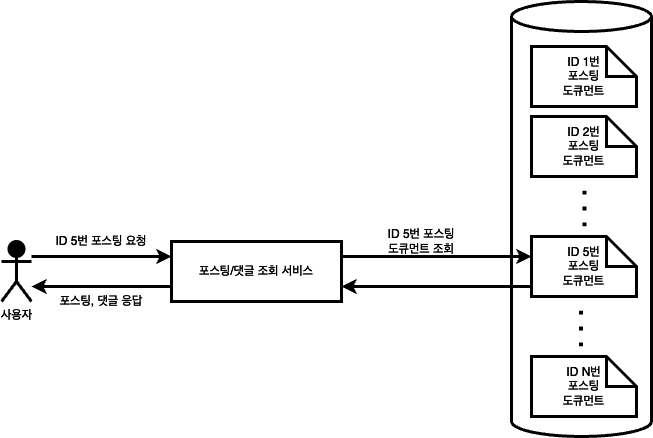 ID 1번
포스팅
도큐먼트
ID 2번
포스팅
도큐먼트
ID 5번 포스팅 요청
ID 5번 포스팅
도큐먼트 조회
포스팅/댓글 조회 서비스
ID 5번
포스팅
도큐먼트
포스팅, 댓글 응답
사용자
ID N번
포스팅
도큐먼트